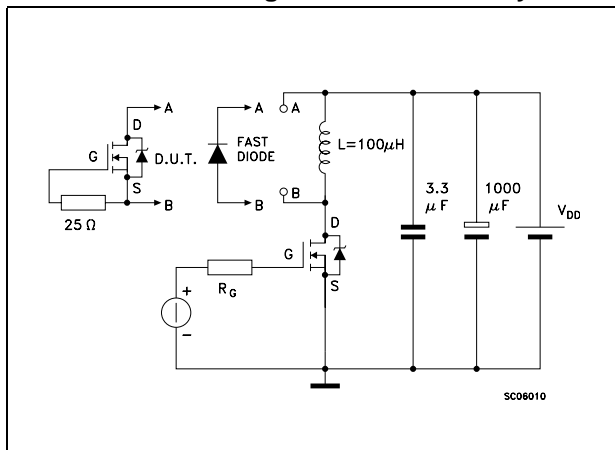 A
D
G
D.U.T.
S
B
25 Ω
A
FAST
DIODE
B
A
L=100μH
B
D
G
S
+
-
RG
3.3
μF
1000
μF
VDD
SC06010